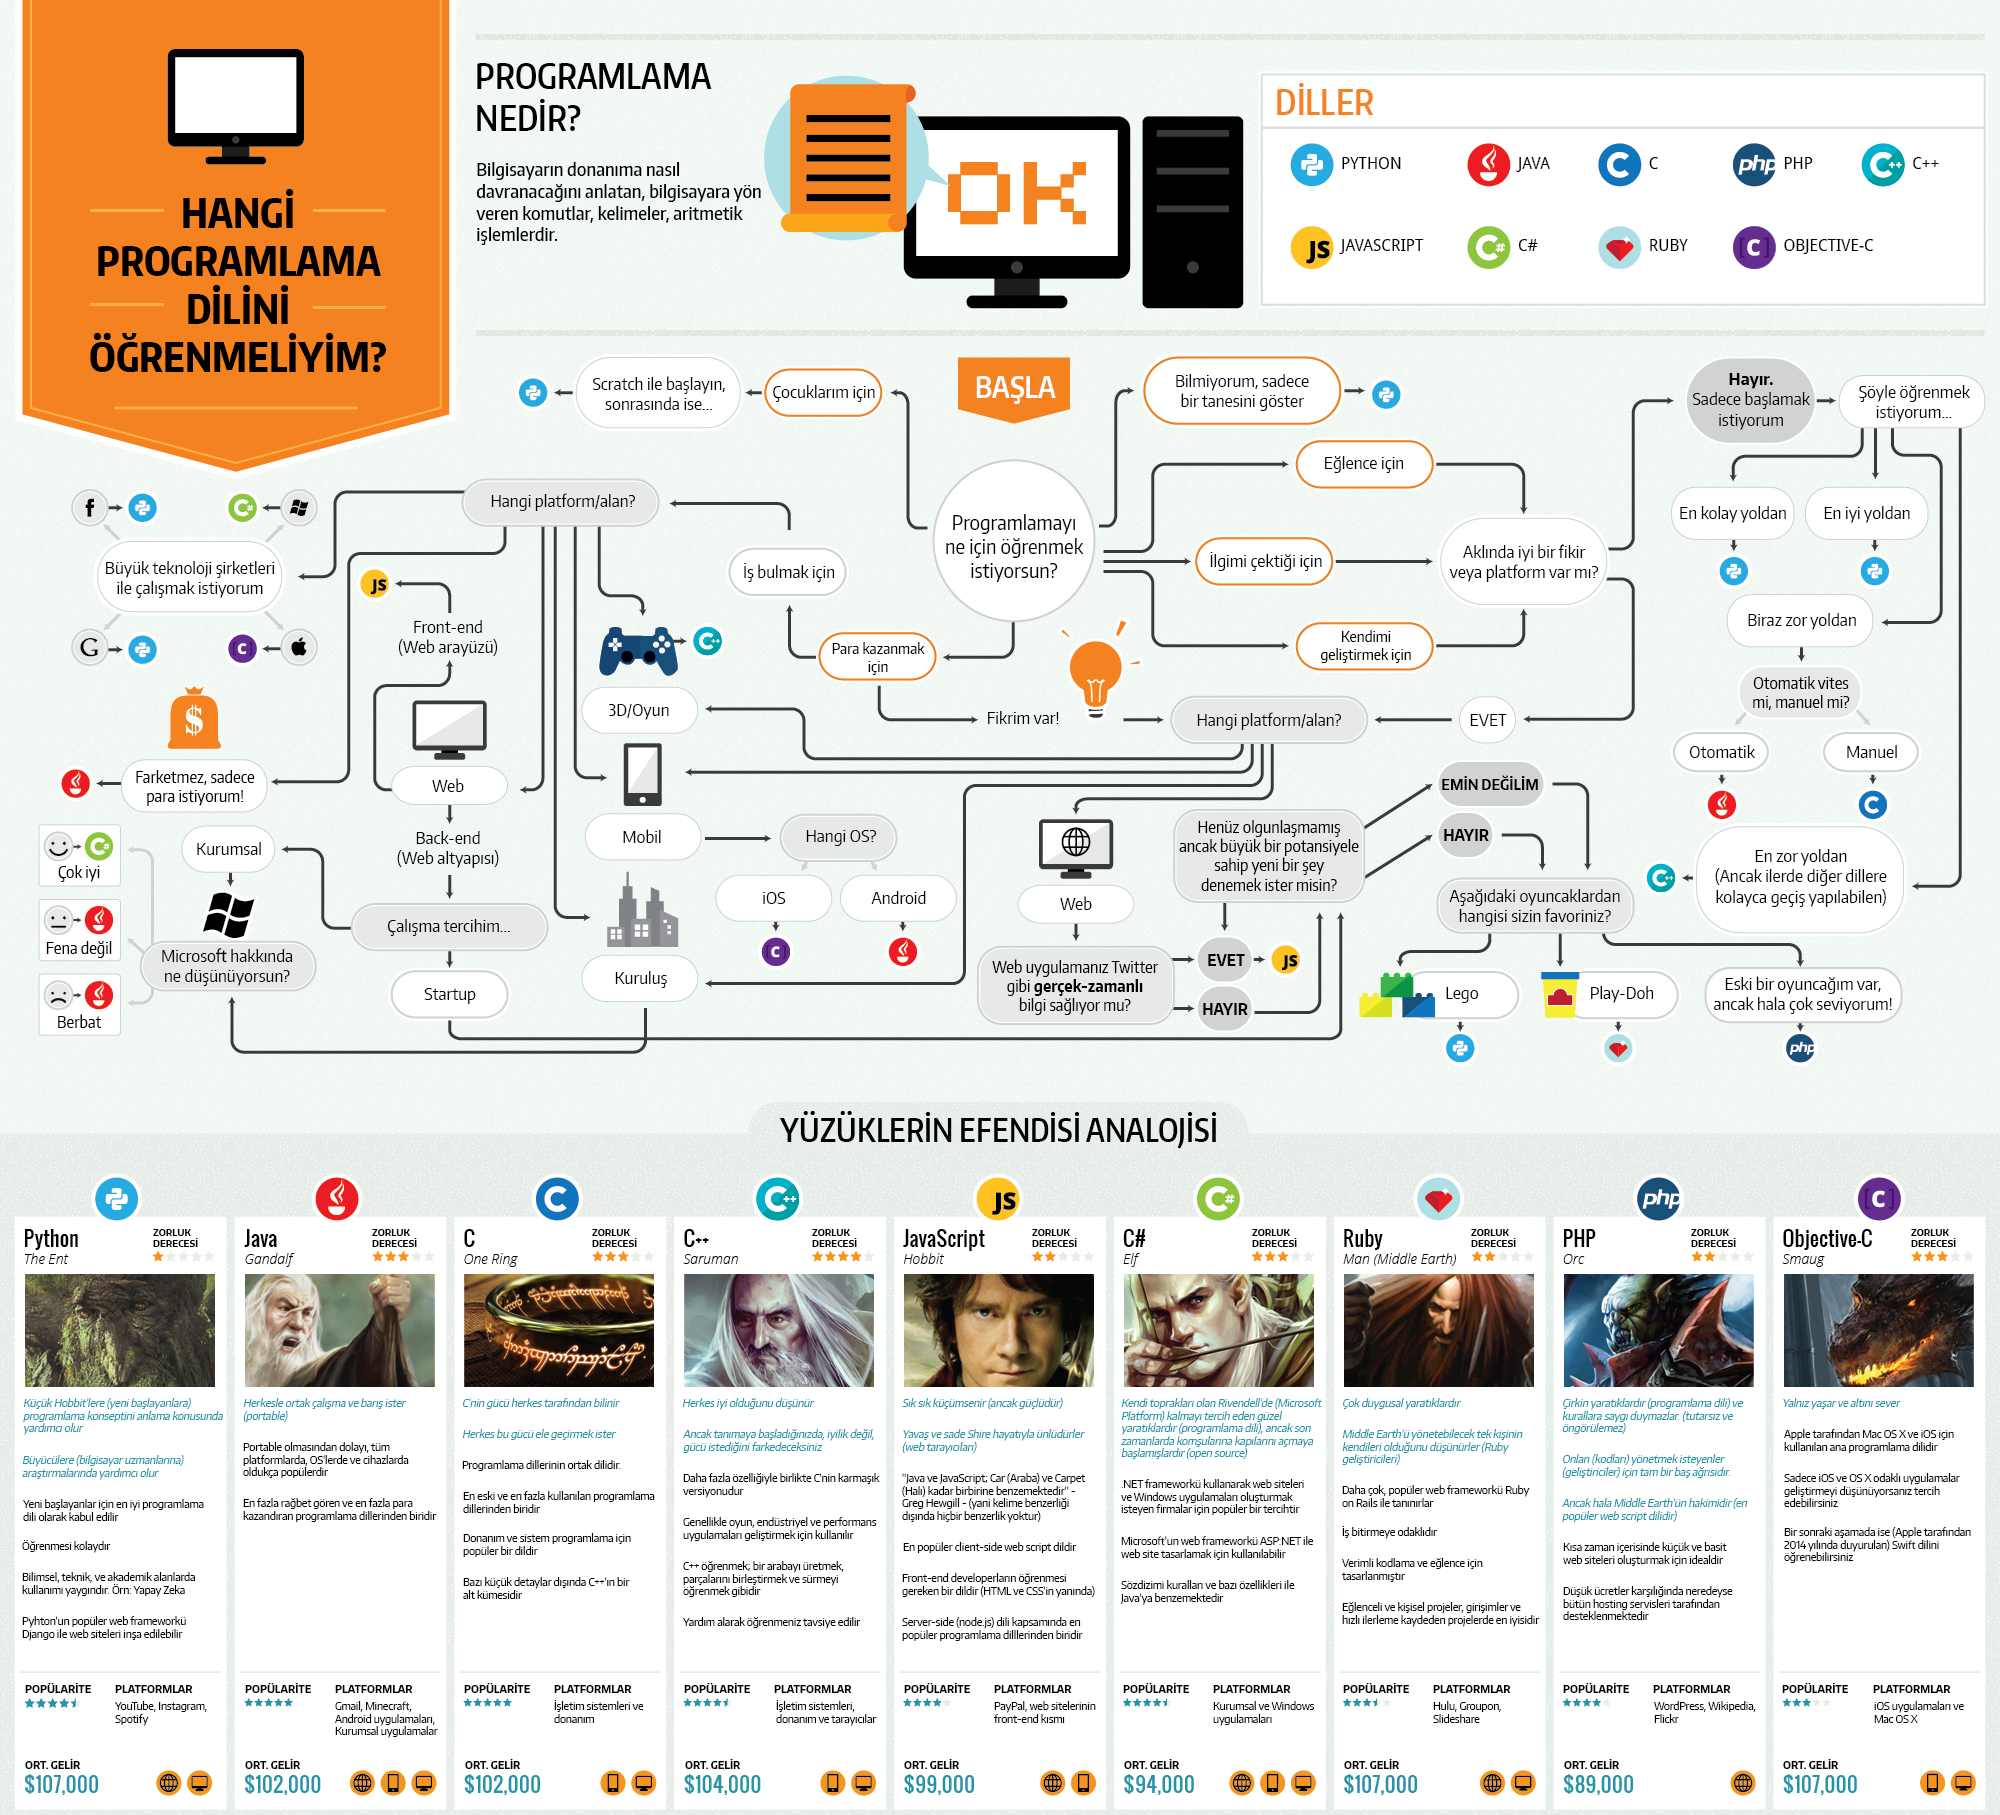 HANGİ
PROGRAMLAMA
DİLİNİ
ÖĞRENMELİYİM?
PROGRAMLAMA
NEDİR?
Bilgisayarın donanıma nasıl
davranacağını anlatan, bilgisayara yön
veren komutlar, kelimeler, aritmetik
işlemlerdir.
OK
DİLLER
PYTHON
JAVA
C
php PHP
C++
JS JAVASCRIPT
C#
RUBY
OBJECTIVE-C
BAŞLA
Programlamayı
ne için öğrenmek
istiyorsun?
Çocuklarım için
Scratch ile başlayın,
sonrasında ise...
Bilmiyorum, sadece
bir tanesini göster
Eğlence için
İlgimi çektiği için
Kendimi
geliştirmek için
Aklında iyi bir fikir
veya platform var mı?
Hayır.
Sadece başlamak
istiyorum
Şöyle öğrenmek
istiyorum...
En kolay yoldan
En iyi yoldan
Biraz zor yoldan
Otomatik vites
mi, manuel mi?
Otomatik
Manuel
En zor yoldan
(Ancak ilerde diğer dillere
kolayca geçiş yapılabilen)
Hangi platform/alan?
İş bulmak için
Para kazanmak
için
Fikrim var!
Hangi platform/alan?
EVET
Büyük teknoloji şirketleri
ile çalışmak istiyorum
Front-end
(Web arayüzü)
3D/Oyun
Farketmez, sadece
para istiyorum!
Web
Back-end
(Web altyapısı)
Mobil
Hangi OS?
iOS
Android
Kurumsal
Çok iyi
Fena değil
Berbat
Microsoft hakkında
ne düşünüyorsun?
Çalışma tercihim...
Startup
Kuruluş
Web
Web uygulamanız Twitter
gibi gerçek-zamanlı
bilgi sağlıyor mu?
EVET
HAYIR
Henüz olgunlaşmamış
ancak büyük bir potansiyele
sahip yeni bir şey
denemek ister misin?
EMİN DEĞİLİM
HAYIR
Aşağıdaki oyuncaklardan
hangisi sizin favoriniz?
Lego
Play-Doh
Eski bir oyuncağım var,
ancak hala çok seviyorum!
YÜZÜKLERİN EFENDİSİ ANALOJİSİ
Python
The Ent
ZORLUK
DERECESİ
Küçük Hobbit'lere (yeni başlayanlara)
programlama konseptini anlama konusunda
yardımcı olur
Büyücülere (bilgisayar uzmanlarına)
araştırmalarında yardımcı olur
Yeni başlayanlar için en iyi programlama
dili olarak kabul edilir
Öğrenmesi kolaydır
Bilimsel, teknik, ve akademik alanlarda
kullanımı yaygındır. Örn: Yapay Zeka
Pyhton'un popüler web frameworkü
Django ile web siteleri inşa edilebilir
POPÜLARİTE
PLATFORMLAR
YouTube, Instagram,
Spotify
ORT. GELİR
$107,000
Java
Gandalf
ZORLUK
DERECESİ
Herkesle ortak çalışma ve barış ister
(portable)
Portable olmasından dolayı, tüm
platformlarda, OS'lerde ve cihazlarda
oldukça popülerdir
En fazla rağbet gören ve en fazla para
kazandıran programlama dillerinden biridir
POPÜLARİTE
PLATFORMLAR
Gmail, Minecraft,
Android uygulamaları,
Kurumsal uygulamalar
ORT. GELİR
$102,000
C
One Ring
ZORLUK
DERECESİ
C'nin gücü herkes tarafından bilinir
Herkes bu gücü ele geçirmek ister
Programlama dillerinin ortak dilidir.
En eski ve en fazla kullanılan programlama
dillerinden biridir
Donanım ve sistem programlama için
popüler bir dildir
Bazı küçük detaylar dışında C++'ın bir
alt kümesidir
POPÜLARİTE
PLATFORMLAR
İşletim sistemleri ve
donanım
ORT. GELİR
$102,000
C++
Saruman
ZORLUK
DERECESİ
Herkes iyi olduğunu düşünür
Ancak tanımaya başladığınızda, iyilik değil,
gücü istediğini farkedeceksiniz
Daha fazla özelliğiyle birlikte C'nin karmaşık
versiyonudur
Genellikle oyun, endüstriyel ve performans
uygulamaları geliştirmek için kullanılır
C++ öğrenmek; bir arabayı üretmek,
parçalarını birleştirmek ve sürmeyi
öğrenmek gibidir
Yardım alarak öğrenmeniz tavsiye edilir
POPÜLARİTE
PLATFORMLAR
İşletim sistemleri,
donanım ve tarayıcılar
ORT. GELİR
$104,000
JavaScript
Hobbit
ZORLUK
DERECESİ
Sık sık küçümsenir (ancak güçlüdür)
Yavaş ve sade Shire hayatıyla ünlüdürler
(web tarayıcıları)
"Java ve JavaScript; Car (Araba) ve Carpet
(Halı) kadar birbirine benzemektedir" -
Greg Hewgill - (yani kelime benzerliği
dışında hiçbir benzerlik yoktur)
En popüler client-side web script dildir
Front-end developerların öğrenmesi
gereken bir dildir (HTML ve CSS'in yanında)
Server-side (node.js) dili kapsamında en
popüler programlama dilllerinden biridir
POPÜLARİTE
PLATFORMLAR
PayPal, web sitelerinin
front-end kısmı
ORT. GELİR
$99,000
C#
Elf
ZORLUK
DERECESİ
Kendi toprakları olan Rivendell'de (Microsoft
Platform) kalmayı tercih eden güzel
yaratıklardır (programlama dili), ancak son
zamanlarda komşularına kapılarını açmaya
başlamışlardır (open source)
.NET frameworkü kullanarak web siteleri
ve Windows uygulamaları oluşturmak
isteyen firmalar için popüler bir tercihtir
Microsoft'un web frameworkü ASP.NET ile
web site tasarlamak için kullanılabilir
Sözdizimi kuralları ve bazı özellikleri ile
Java'ya benzemektedir
POPÜLARİTE
PLATFORMLAR
Kurumsal ve Windows
uygulamaları
ORT. GELİR
$94,000
Ruby
Man (Middle Earth)
ZORLUK
DERECESİ
Çok duygusal yaratıklardır
Middle Earth'ü yönetebilecek tek kişinin
kendileri olduğunu düşünürler (Ruby
geliştiricileri)
Daha çok, popüler web frameworkü Ruby
on Rails ile tanınırlar
İş bitirmeye odaklıdır
Verimli kodlama ve eğlence için
tasarlanmıştır
Eğlenceli ve kişisel projeler, girişimler ve
hızlı ilerleme kaydeden projelerde en iyisidir
POPÜLARİTE
PLATFORMLAR
Hulu, Groupon,
Slideshare
ORT. GELİR
$107,000
PHP
Orc
ZORLUK
DERECESİ
Çirkin yaratıklardır (programlama dili) ve
kurallara saygı duymazlar. (tutarsız ve
öngörülemez)
Onları (kodları) yönetmek isteyenler
(geliştiriciler) için tam bir baş ağrısıdır.
Ancak hala Middle Earth'ün hakimidir (en
popüler web script dilidir)
Kısa zaman içerisinde küçük ve basit
web siteleri oluşturmak için idealdir
Düşük ücretler karşılığında neredeyse
bütün hosting servisleri tarafından
desteklenmektedir
POPÜLARİTE
PLATFORMLAR
WordPress, Wikipedia,
Flickr
ORT. GELİR
$89,000
Objective-C
Smaug
ZORLUK
DERECESİ
Yalnız yaşar ve altını sever
Apple tarafından Mac OS X ve iOS için
kullanılan ana programlama dilidir
Sadece iOS ve OS X odaklı uygulamalar
geliştirmeyi düşünüyorsanız tercih
edebilirsiniz
Bir sonraki aşamada ise (Apple tarafından
2014 yılında duyurulan) Swift dilini
öğrenebilirsiniz
POPÜLARİTE
PLATFORMLAR
iOS uygulamaları ve
Mac OS X
ORT. GELİR
$107,000